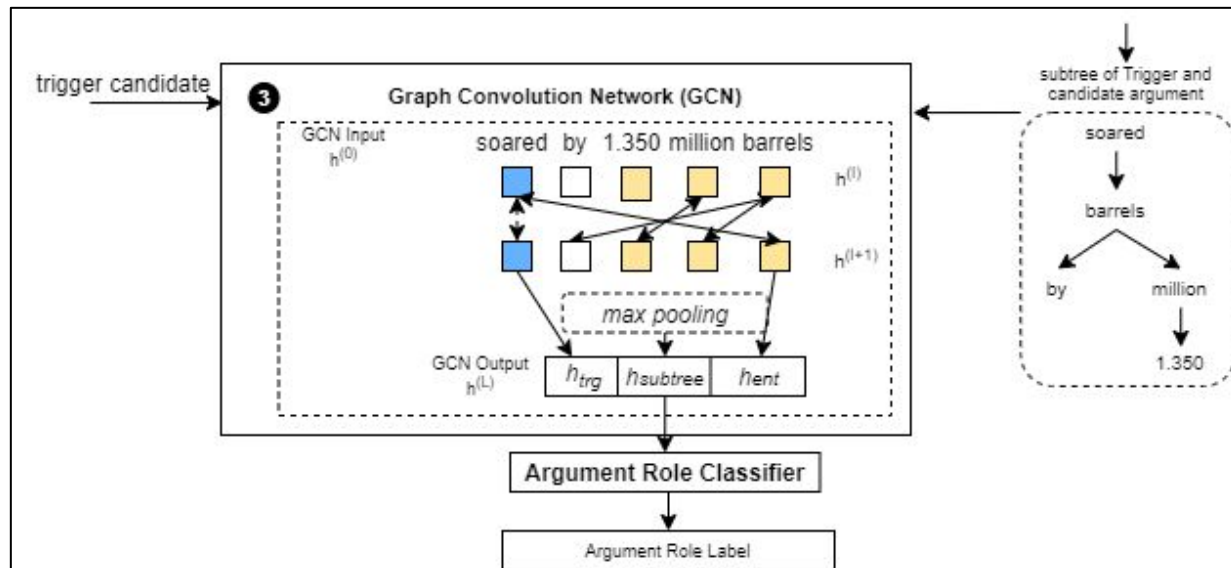 trigger candidate
3
Graph Convolution Network (GCN)
GCN Input
h(0)
soared by 1.350 million barrels
h(l)
h(l+1)
max pooling
GCN Output
h(L)
htrg
hsubtree
hent
Argument Role Classifier
Argument Role Label
subtree of Trigger and
candidate argument
soared
barrels
by
million
1.350